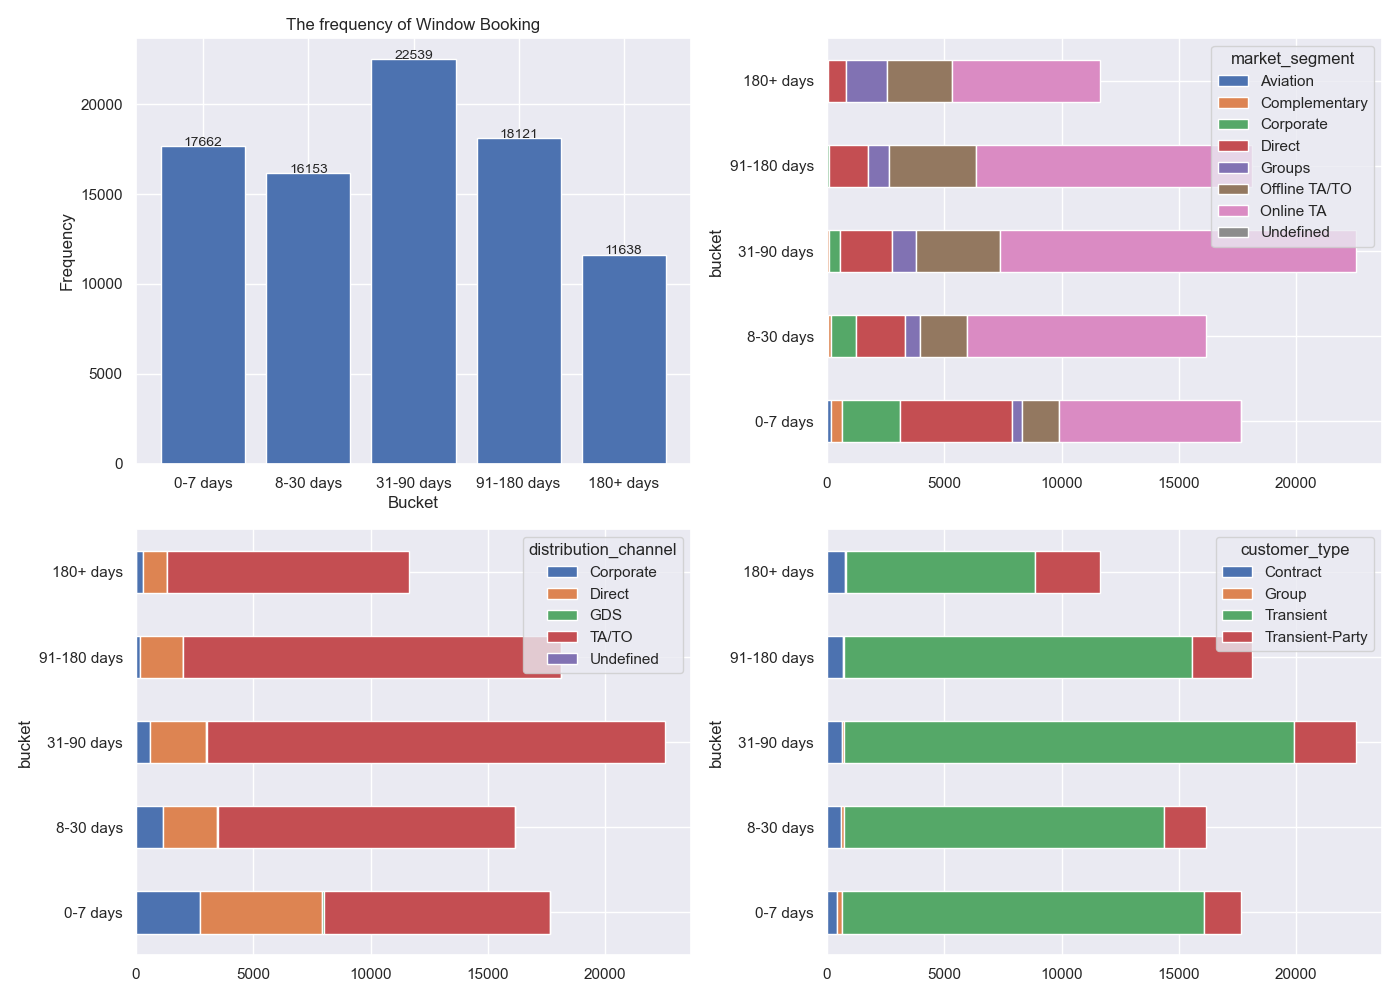 The frequency of Window Booking
Frequency
20000
15000
10000
5000
0
17662
16153
22539
18121
11638
0-7 days
8-30 days
31-90 days
91-180 days
180+ days
Bucket
bucket
180+ days
91-180 days
31-90 days
8-30 days
0-7 days
market_segment
Aviation
Complementary
Corporate
Direct
Groups
Offline TA/TO
Online TA
Undefined
0
5000
10000
15000
20000
bucket
180+ days
91-180 days
31-90 days
8-30 days
0-7 days
distribution_channel
Corporate
Direct
GDS
TA/TO
Undefined
0
5000
10000
15000
20000
bucket
180+ days
91-180 days
31-90 days
8-30 days
0-7 days
customer_type
Contract
Group
Transient
Transient-Party
0
5000
10000
15000
20000